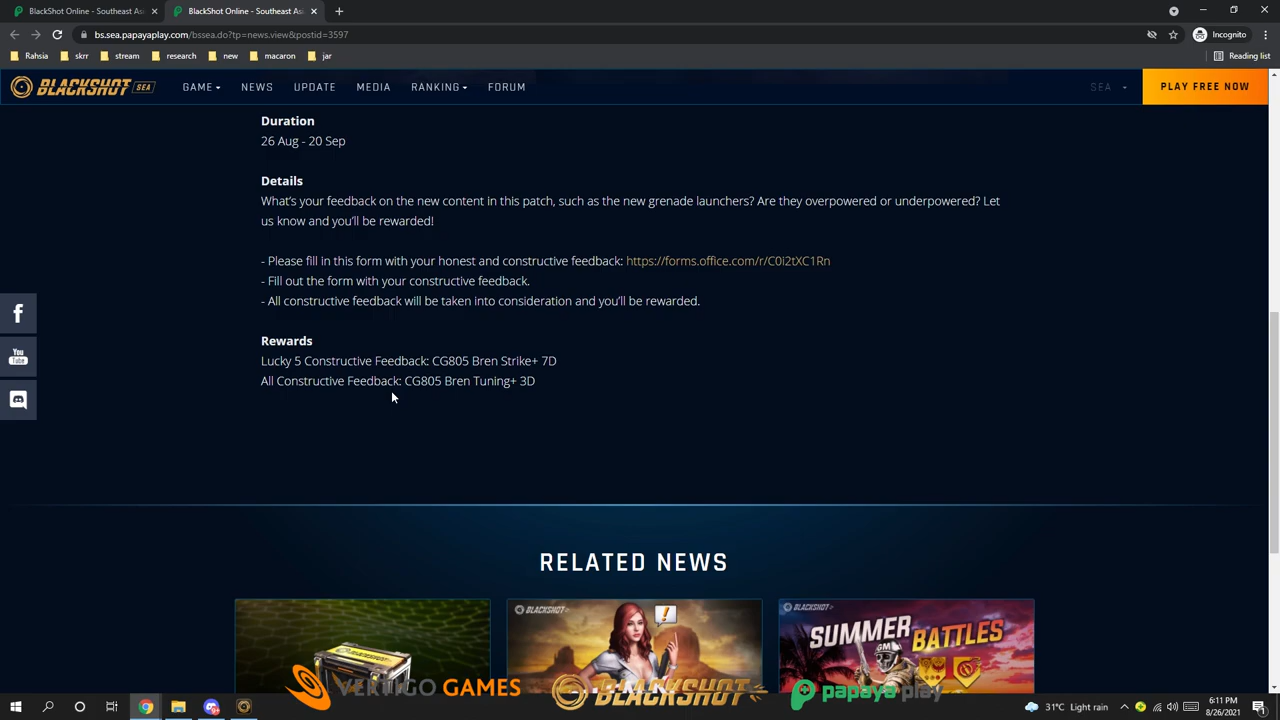 BlackShot Online - Southeast Asi
BlackShot Online - Southeast Asi
bs.sea.papayaplay.com/bssea.do?tp=news.view&postid=3597
Incognito
Rahsia
skrr
stream
research
new
macaron
jar
Reading list
BLACKSHOT SEA
GAME
NEWS
UPDATE
MEDIA
RANKING
FORUM
SEA
PLAY FREE NOW
Duration
26 Aug - 20 Sep
Details
What's your feedback on the new content in this patch, such as the new grenade launchers? Are they overpowered or underpowered? Let
us know and you'll be rewarded!
- Please fill in this form with your honest and constructive feedback: https://forms.office.com/r/C0i2tXC1Rn
- Fill out the form with your constructive feedback.
- All constructive feedback will be taken into consideration and you'll be rewarded.
Rewards
Lucky 5 Constructive Feedback: CG805 Bren Strike+ 7D
All Constructive Feedback: CG805 Bren Tuning+ 3D
You
Tube
RELATED NEWS
BLACKSHOT
BLACKSHOT
SUMMER
BATTLES
GM
VERTIGO GAMES
BLACKSHOT
papaya play
31°C Light rain
6:11 PM
8/26/2021